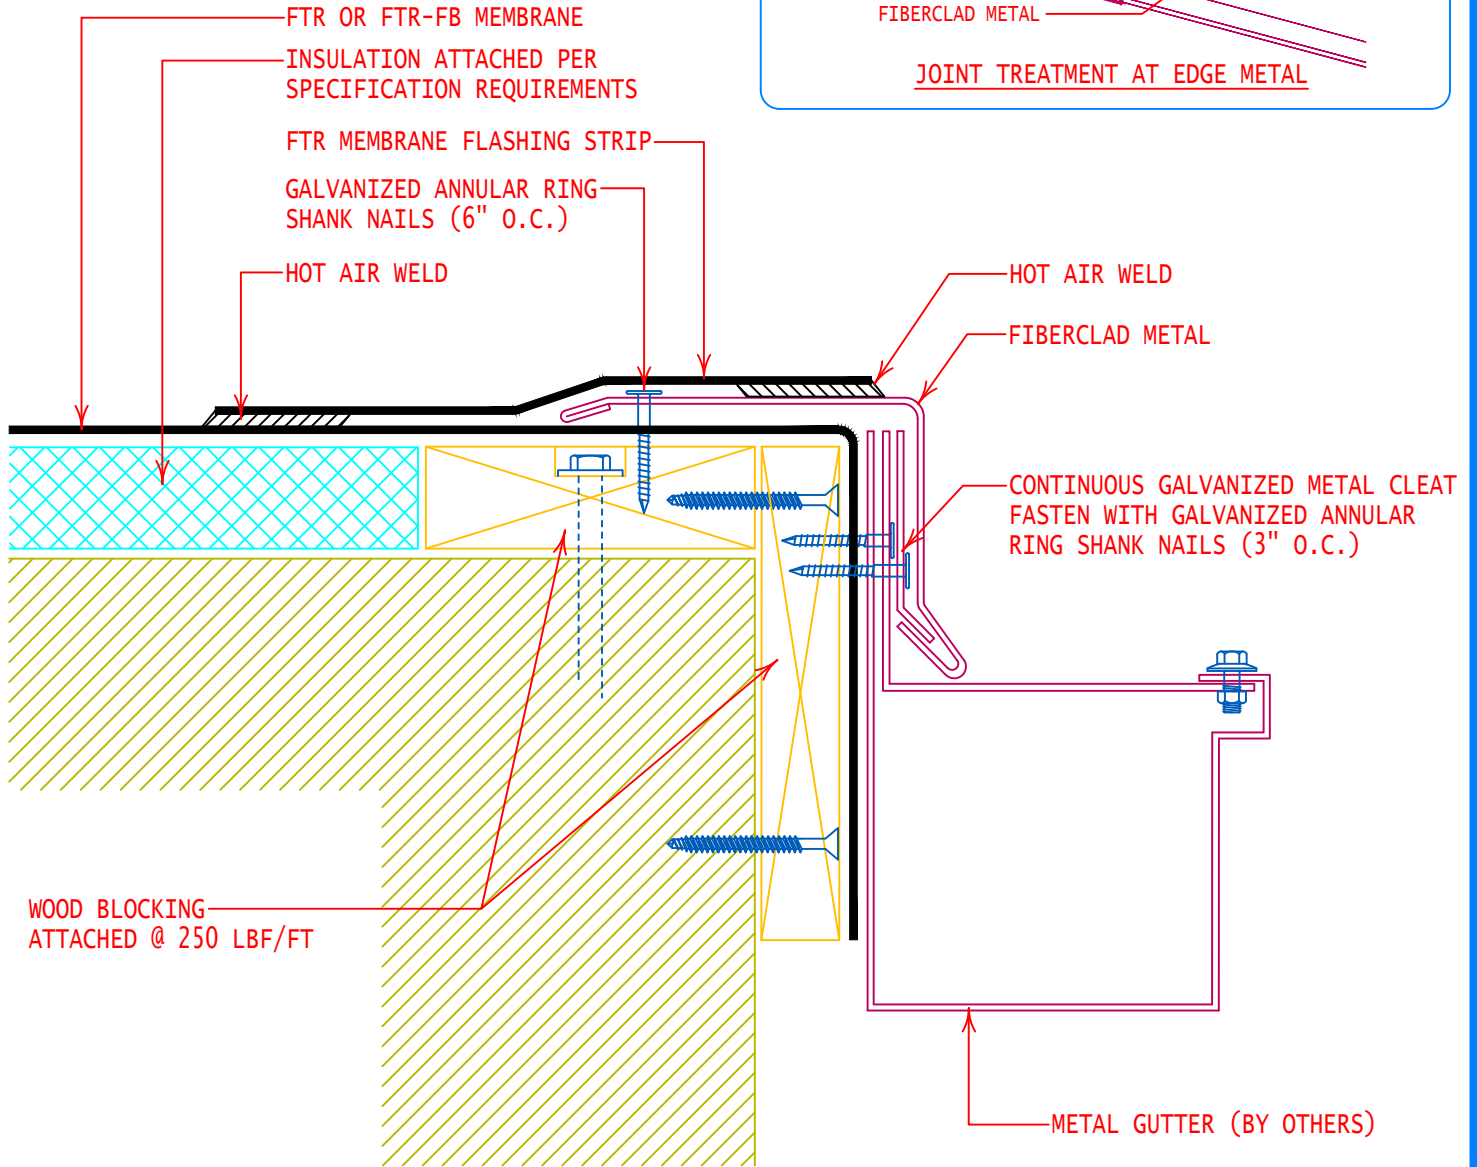 FTR OR FTR-FB MEMBRANE
INSULATION ATTACHED PER
SPECIFICATION REQUIREMENTS
FTR MEMBRANE FLASHING STRIP
GALVANIZED ANNULAR RING
SHANK NAILS (6" O.C.)
HOT AIR WELD
FIBERCLAD METAL
JOINT TREATMENT AT EDGE METAL
HOT AIR WELD
FIBERCLAD METAL
CONTINUOUS GALVANIZED METAL CLEAT
FASTEN WITH GALVANIZED ANNULAR
RING SHANK NAILS (3" O.C.)
WOOD BLOCKING
ATTACHED @ 250 LBF/FT
METAL GUTTER (BY OTHERS)